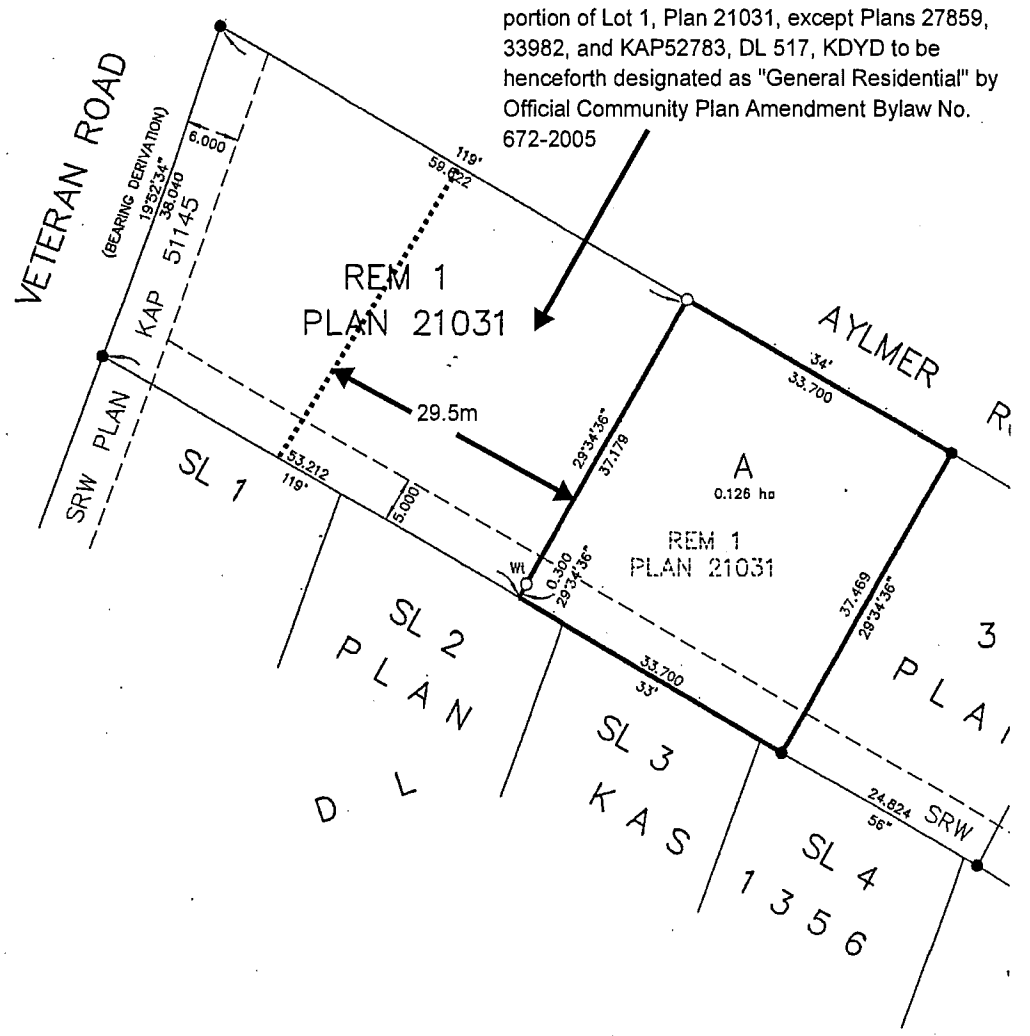 portion of Lot 1, Plan 21031, except Plans 27859,
33982, and KAP52783, DL 517, KDYD to be
henceforth designated as "General Residential" by
Official Community Plan Amendment Bylaw No.
672-2005
VETERAN ROAD
(BEARING DERIVATION)
19°52'34"
38.040
6.000
SRW PLAN KAP 51145
119'
59.622
REM 1
PLAN 21031
29.5m
29°34'36"
37.179
AYLMER
34'
33.700
A
0.126 ha
REM 1
PLAN 21031
37.469
29°34'36"
53.212
119'
5.000
Wt
0.300
29°34'36"
33.700
33'
24.824
56"
SRW
SL 1
SL 2
PLAN
SL 3
KAS
SL 4
1356
DL
3